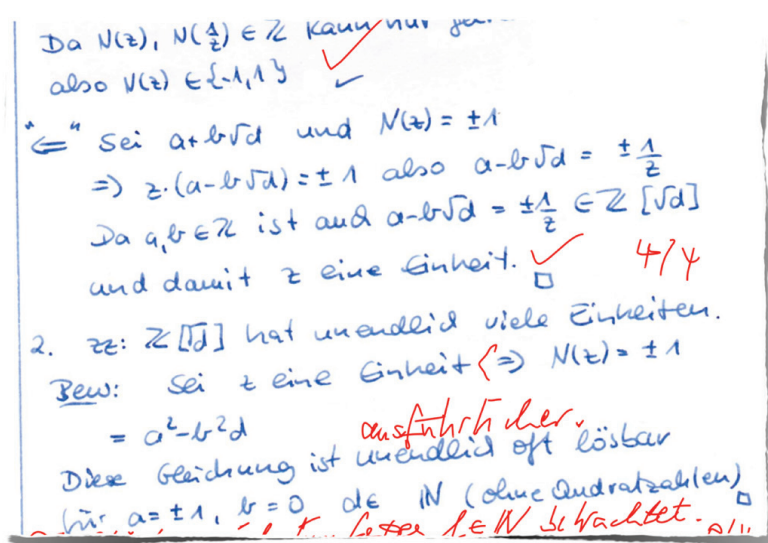 Da N(z), N(1/z) ∈ ℤ kann nur
also N(z) ∈ {-1,1}
"⇐" Sei a+b√d und N(z) = ±1
⇒ z·(a-b√d) = ±1 also a-b√d = ±1/z
Da a,b ∈ ℤ ist auch a-b√d = ±1/z ∈ ℤ[√d]
und damit z eine Einheit. □ 4/4
2. zz: ℤ[√d] hat unendlich viele Einheiten.
Bew: Sei z eine Einheit (⇒) N(z) = ±1
= a²-b²d
ausführlicher.
Diese Gleichung ist unendlich oft lösbar
für a=±1, b=0 d∈ ℕ (ohne Quadratzahlen) □
fester d∈ℕ betrachtet.